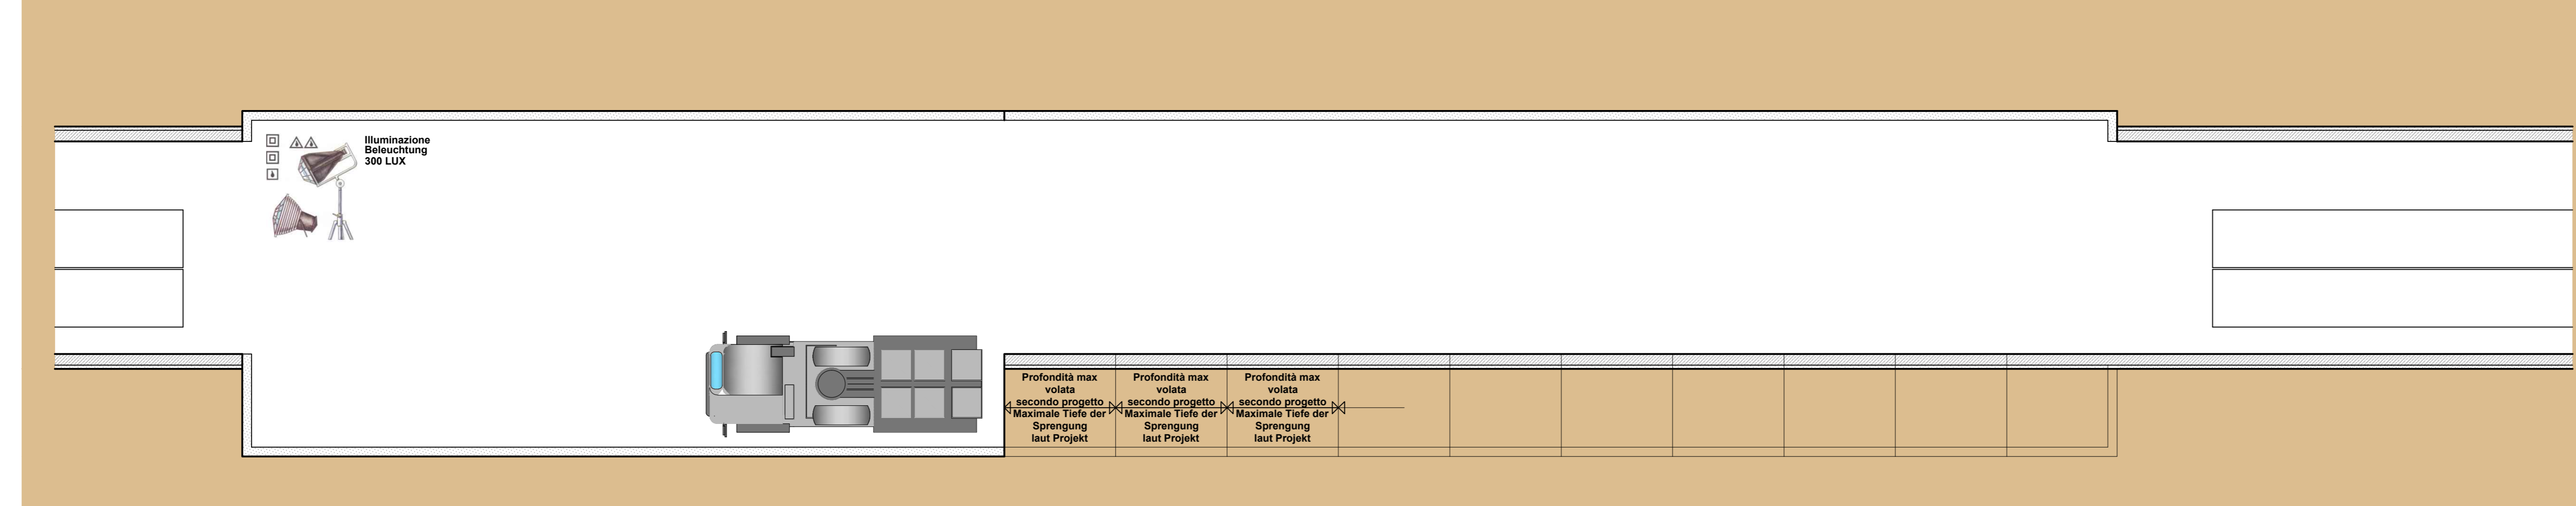 Illuminazione
Beleuchtung
300 LUX
Profondità max
volata
secondo progetto
Maximale Tiefe der
Sprengung
laut Projekt
Profondità max
volata
secondo progetto
Maximale Tiefe der
Sprengung
laut Projekt
Profondità max
volata
secondo progetto
Maximale Tiefe der
Sprengung
laut Projekt